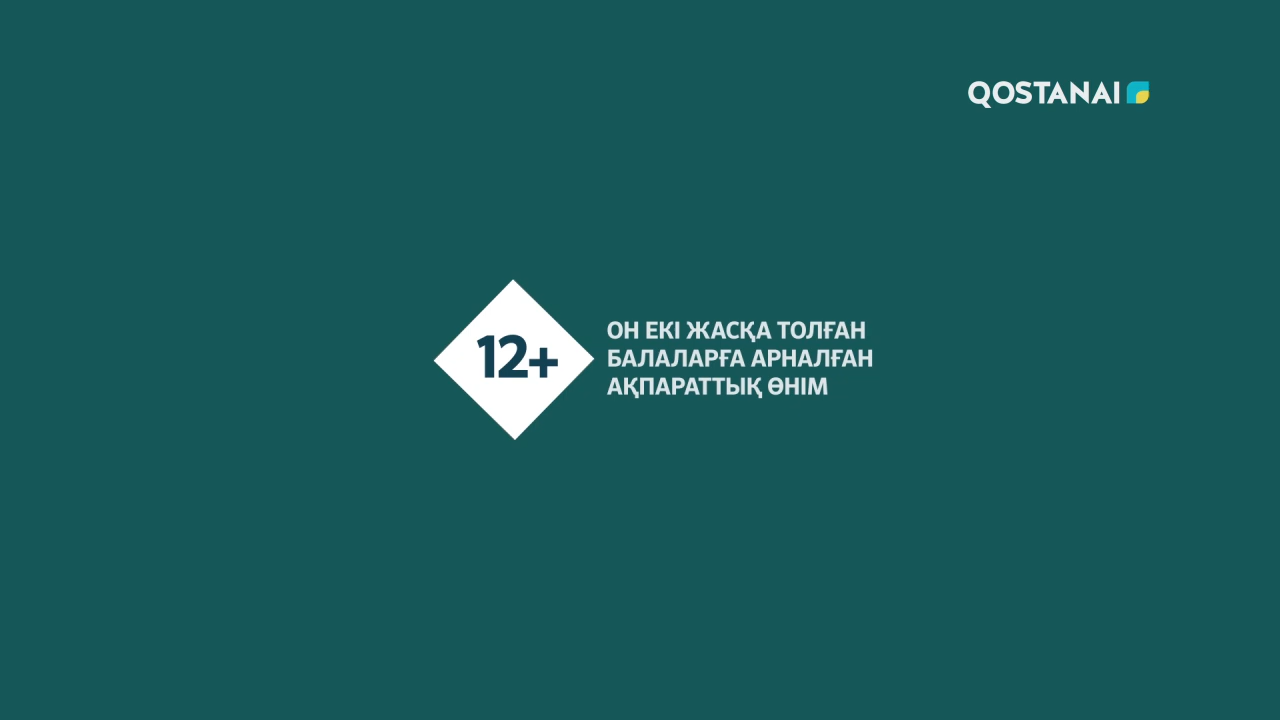 QOSTANAI
12+
ОН ЕКІ ЖАСҚА ТОЛҒАН
БАЛАЛАРҒА АРНАЛҒАН
АҚПАРАТТЫҚ ӨНІМ